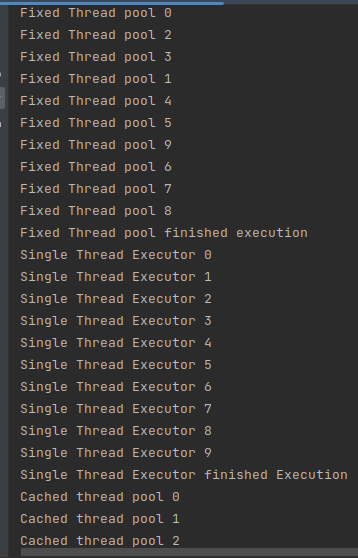 Fixed Thread pool 0
Fixed Thread pool 2
Fixed Thread pool 3
Fixed Thread pool 1
Fixed Thread pool 4
Fixed Thread pool 5
Fixed Thread pool 9
Fixed Thread pool 6
Fixed Thread pool 7
Fixed Thread pool 8
Fixed Thread pool finished execution
Single Thread Executor 0
Single Thread Executor 1
Single Thread Executor 2
Single Thread Executor 3
Single Thread Executor 4
Single Thread Executor 5
Single Thread Executor 6
Single Thread Executor 7
Single Thread Executor 8
Single Thread Executor 9
Single Thread Executor finished Execution
Cached thread pool 0
Cached thread pool 1
Cached thread pool 2